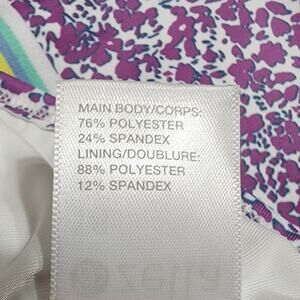 MAIN BODY/CORPS:
76% POLYESTER
24% SPANDEX
LINING/DOUBLURE:
88% POLYESTER
12% SPANDEX